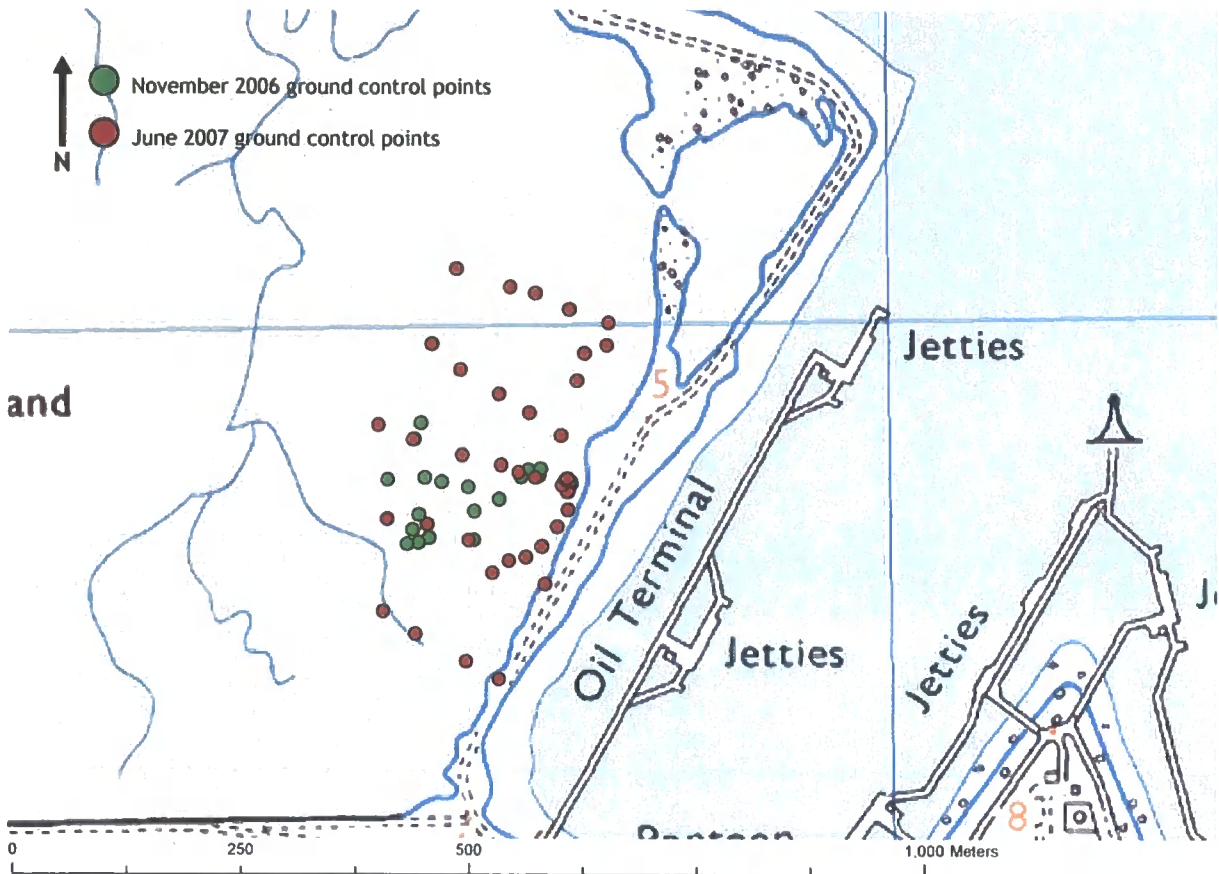 November 2006 ground control points
June 2007 ground control points
N
Jetties
5
and
Oil Terminal
Jetties
Jetties
8
0 250 500 1,000 Meters